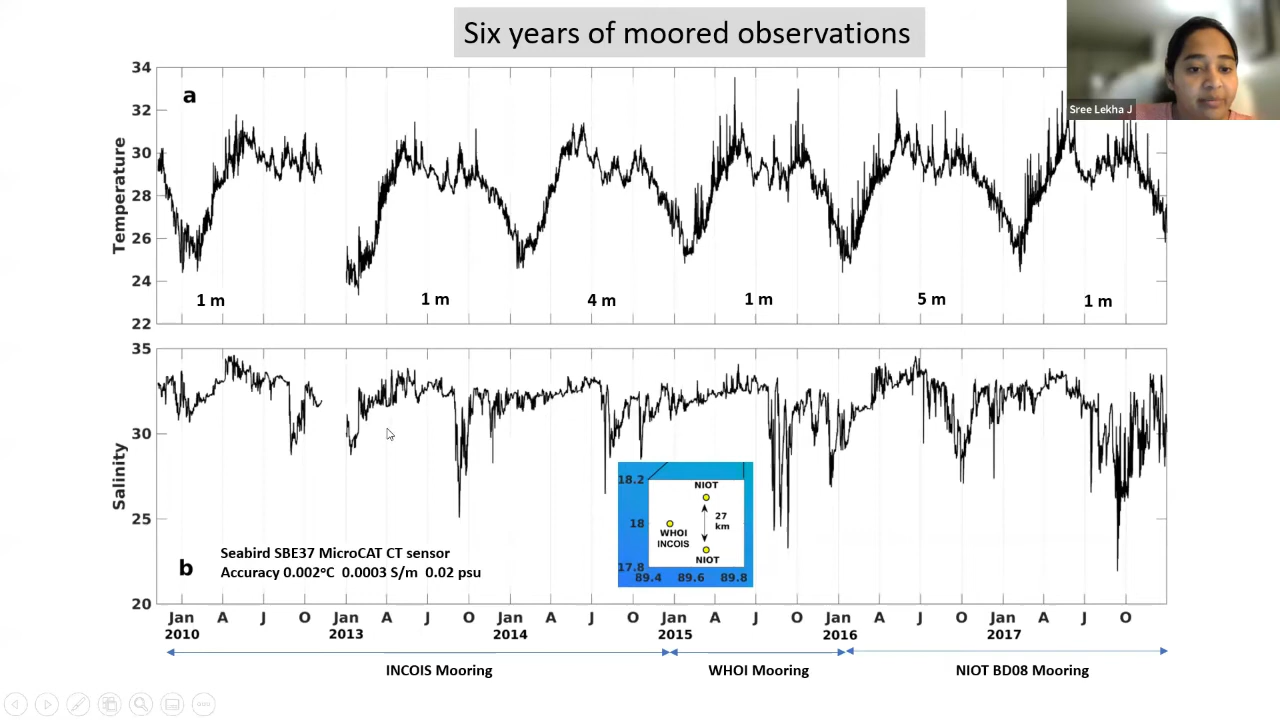 Six years of moored observations
Sree Lekha J
a
Temperature
34
32
30
28
26
24
22
1 m
1 m
4 m
1 m
5 m
1 m
b
Salinity
35
30
25
20
Seabird SBE37 MicroCAT CT sensor
Accuracy 0.002°C 0.0003 S/m 0.02 psu
18.2
18
17.8
NIOT
27
km
WHOI
INCOIS
NIOT
89.4 89.6 89.8
Jan A J O Jan A J O Jan A J O Jan A J O Jan A J O Jan A J O
2010 2013 2014 2015 2016 2017
INCOIS Mooring
WHOI Mooring
NIOT BD08 Mooring